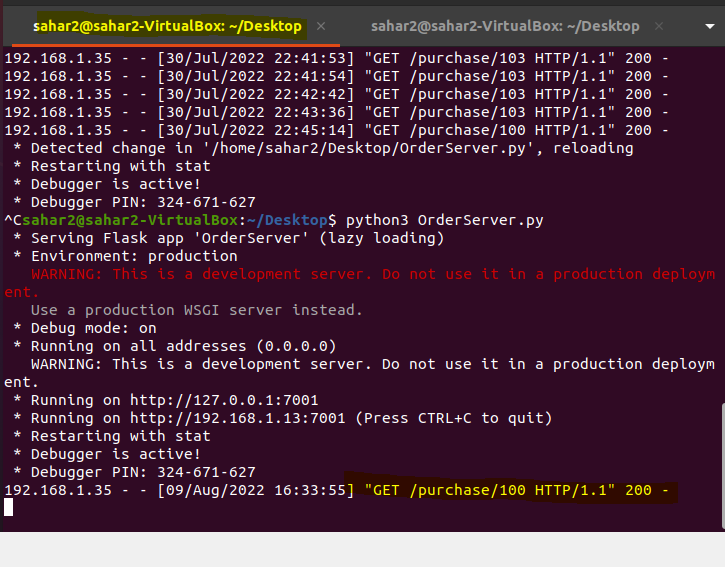 sahar2@sahar2-VirtualBox: ~/Desktop × sahar2@sahar2-VirtualBox: ~/Desktop ×
192.168.1.35 - - [30/Jul/2022 22:41:53] "GET /purchase/103 HTTP/1.1" 200 -
192.168.1.35 - - [30/Jul/2022 22:41:54] "GET /purchase/103 HTTP/1.1" 200 -
192.168.1.35 - - [30/Jul/2022 22:42:42] "GET /purchase/103 HTTP/1.1" 200 -
192.168.1.35 - - [30/Jul/2022 22:43:36] "GET /purchase/103 HTTP/1.1" 200 -
192.168.1.35 - - [30/Jul/2022 22:45:14] "GET /purchase/100 HTTP/1.1" 200 -
 * Detected change in '/home/sahar2/Desktop/OrderServer.py', reloading
 * Restarting with stat
 * Debugger is active!
 * Debugger PIN: 324-671-627
^Csahar2@sahar2-VirtualBox:~/Desktop$ python3 OrderServer.py
 * Serving Flask app 'OrderServer' (lazy loading)
 * Environment: production
   WARNING: This is a development server. Do not use it in a production deploym
ent.
   Use a production WSGI server instead.
 * Debug mode: on
 * Running on all addresses (0.0.0.0)
   WARNING: This is a development server. Do not use it in a production deploym
ent.
 * Running on http://127.0.0.1:7001
 * Running on http://192.168.1.13:7001 (Press CTRL+C to quit)
 * Restarting with stat
 * Debugger is active!
 * Debugger PIN: 324-671-627
192.168.1.35 - - [09/Aug/2022 16:33:55] "GET /purchase/100 HTTP/1.1" 200 -